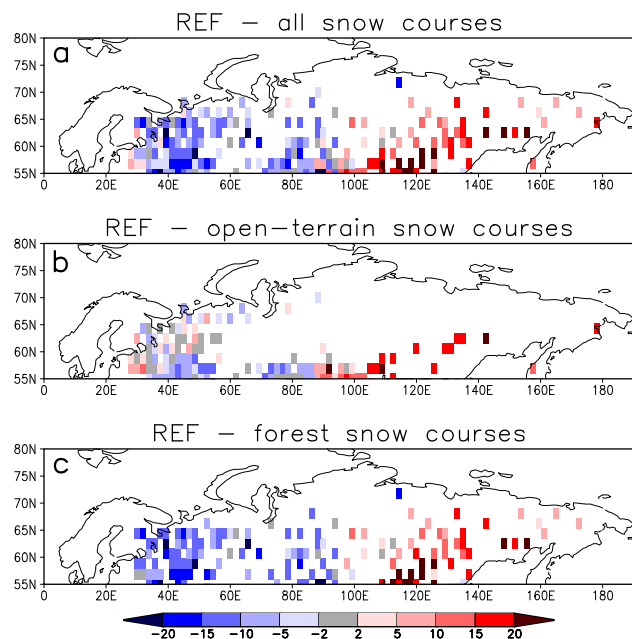 REF – all snow courses
a
80N
75N
70N
65N
60N
55N
0 20E 40E 60E 80E 100E 120E 140E 160E 180
REF – open–terrain snow courses
b
80N
75N
70N
65N
60N
55N
0 20E 40E 60E 80E 100E 120E 140E 160E 180
REF – forest snow courses
c
80N
75N
70N
65N
60N
55N
0 20E 40E 60E 80E 100E 120E 140E 160E 180
−20 −15 −10 −5 −2 2 5 10 15 20